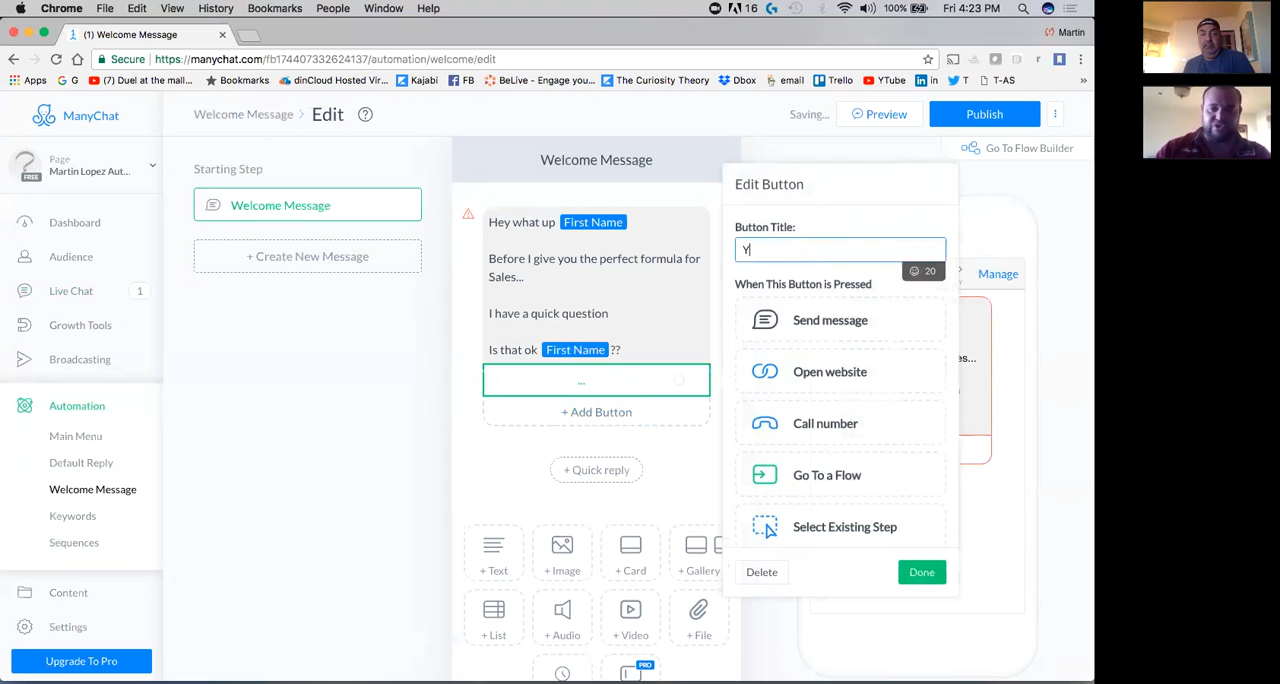 Chrome File Edit View History Bookmarks People Window Help 16 100% Fri 4:23 PM
(1) Welcome Message Martin
Secure https://manychat.com/fb174407332624137/automation/welcome/edit
Apps G YouTube (7) Duel at the mall... Bookmarks dinCloud Hosted Vir... Kajabi FB BeLive - Engage you... The Curiosity Theory Dbox email Trello YTube in T T-AS »
ManyChat
Welcome Message > Edit ? Saving... Preview Publish
Page
Martin Lopez Aut...
FREE
Go To Flow Builder
Starting Step
Welcome Message
+ Create New Message
Dashboard
Audience
Live Chat 1
Growth Tools
Broadcasting
Automation
Main Menu
Default Reply
Welcome Message
Keywords
Sequences
Content
Settings
Upgrade To Pro
Welcome Message
Hey what up First Name
Before I give you the perfect formula for
Sales...
I have a quick question
Is that ok First Name ??
...
+ Add Button
+ Quick reply
+ Text + Image + Card + Gallery
+ List + Audio + Video + File
PRO
Edit Button
Button Title:
Y
20
When This Button is Pressed
Send message
Open website
Call number
Go To a Flow
Select Existing Step
Delete Done
Manage
es...